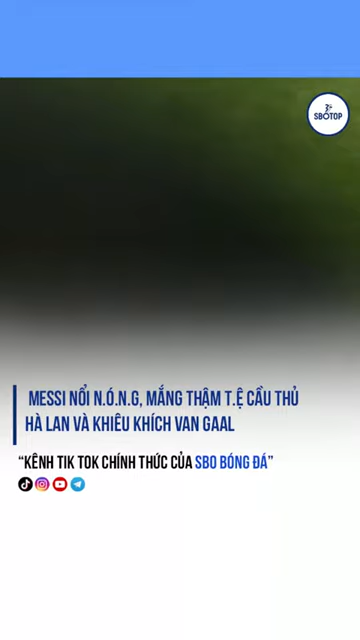 SBOTOP
MESSI NỔI N.Ó.N.G, MẮNG THẬM T.Ệ CẦU THỦ
HÀ LAN VÀ KHIÊU KHÍCH VAN GAAL
“KÊNH TIK TOK CHÍNH THỨC CỦA SBO BÓNG ĐÁ”